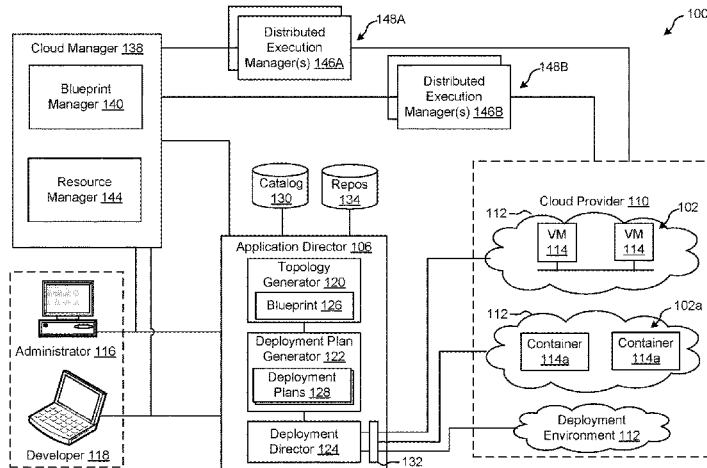 100
148A
Distributed
Execution
Manager(s) 146A
Cloud Manager 138
Blueprint
Manager 140
148B
Distributed
Execution
Manager(s) 146B
Resource
Manager 144
Catalog
130
Repos
134
Cloud Provider 110
112
102
VM
114
VM
114
Application Director 106
Topology
Generator 120
Blueprint 126
Administrator 116
Deployment Plan
Generator 122
Deployment
Plans 128
112
102a
Container
114a
Container
114a
Developer 118
Deployment
Director 124
132
Deployment
Environment 112